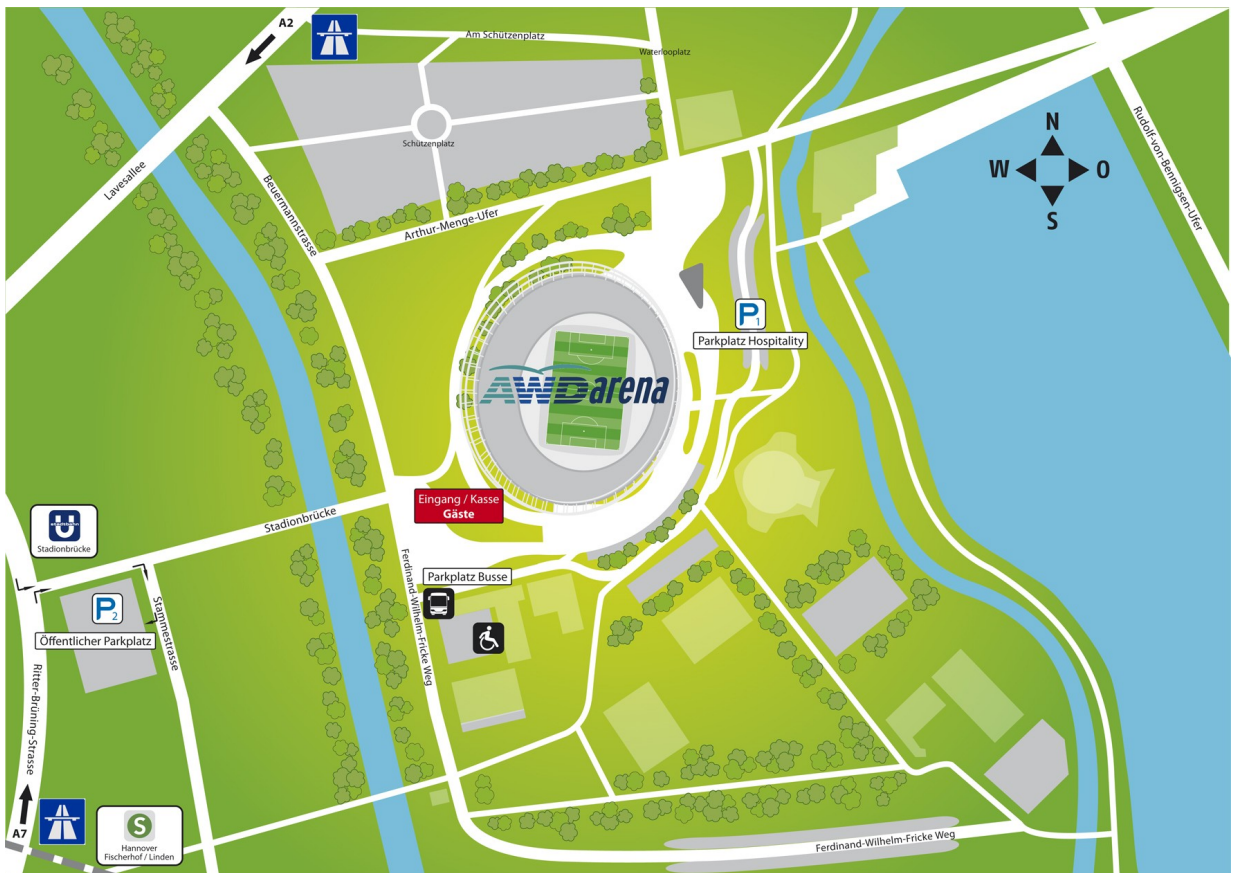 A2
Am Schützenplatz
Waterlooplatz
Schützenplatz
Lavesallee
Beuermannstrasse
Arthur-Menge-Ufer
Rudolf-von-Bennigsen-Ufer
N
W
O
S
P1
Parkplatz Hospitality
AWDarena
Eingang / Kasse
Gäste
Stadionbrücke
U
stadtbahn
Stadionbrücke
Ferdinand-Wilhelm-Fricke Weg
Parkplatz Busse
P2
Öffentlicher Parkplatz
Stammestrasse
Ritter-Brüning-Strasse
A7
S
Hannover
Fischerhof / Linden
Ferdinand-Wilhelm-Fricke Weg